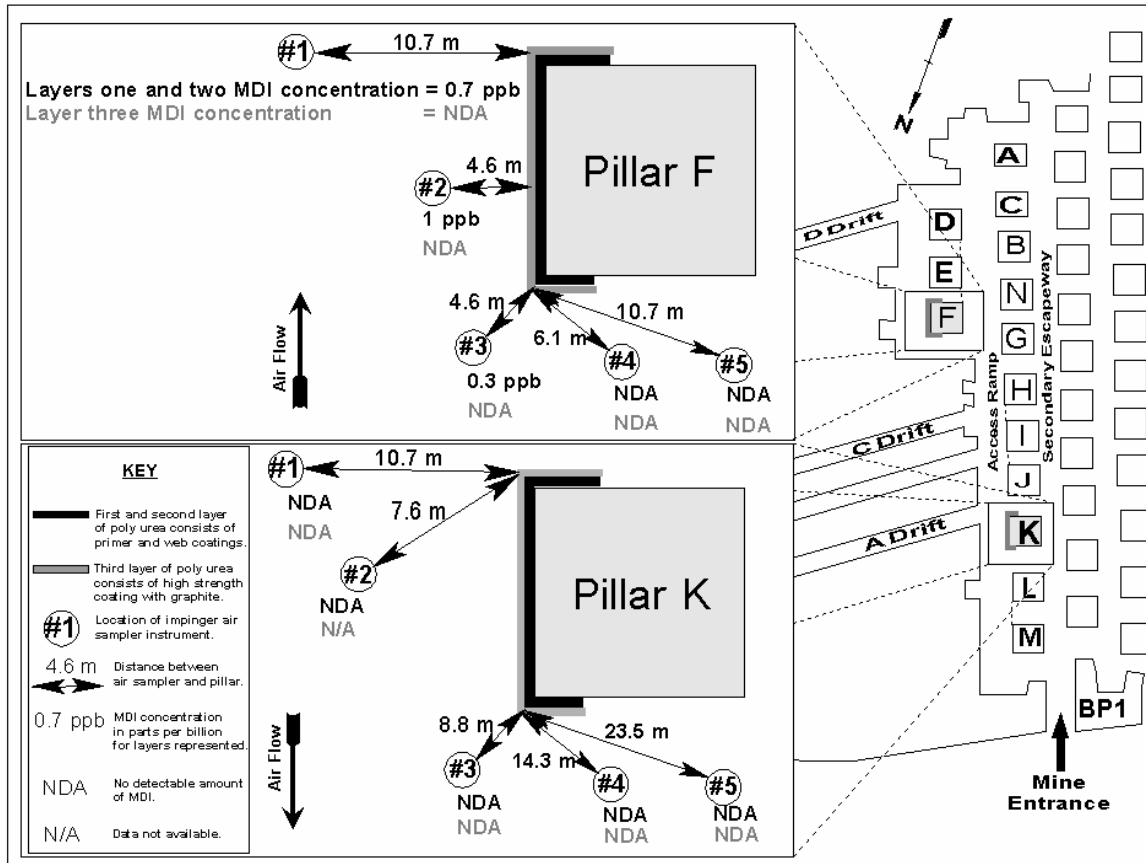 #1
10.7 m
Layers one and two MDI concentration = 0.7 ppb
Layer three MDI concentration = NDA
4.6 m
#2
1 ppb
NDA
Pillar F
4.6 m
10.7 m
6.1 m
#3
#4
#5
0.3 ppb
NDA
NDA
NDA
NDA
NDA
Air Flow
KEY
First and second layer
of poly urea consists of
primer and web coatings.
Third layer of poly urea
consists of high strength
coating with graphite.
#1
Location of impinger air
sampler instrument.
4.6 m
Distance between
air sampler and pillar.
0.7 ppb
MDI concentration
in parts per billion
for layers represented.
NDA
No detectable amount
of MDI.
N/A
Data not available.
#1
10.7 m
NDA
NDA
7.6 m
#2
NDA
N/A
Pillar K
8.8 m
23.5 m
14.3 m
#3
#4
#5
NDA
NDA
NDA
NDA
NDA
NDA
Air Flow
N
A
C
D
B
E
N
F
G
H
I
J
K
L
M
D Drift
C Drift
A Drift
Access Ramp
Secondary Escapeway
BP1
Mine
Entrance